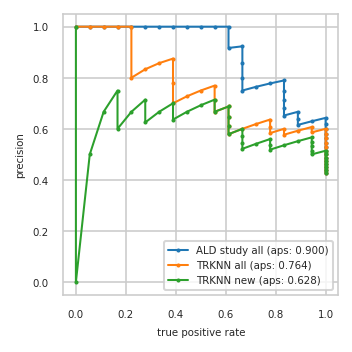 1.0
0.8
0.6
0.4
0.2
0.0
precision
0.0 0.2 0.4 0.6 0.8 1.0
true positive rate
ALD study all (aps: 0.900)
TRKNN all (aps: 0.764)
TRKNN new (aps: 0.628)